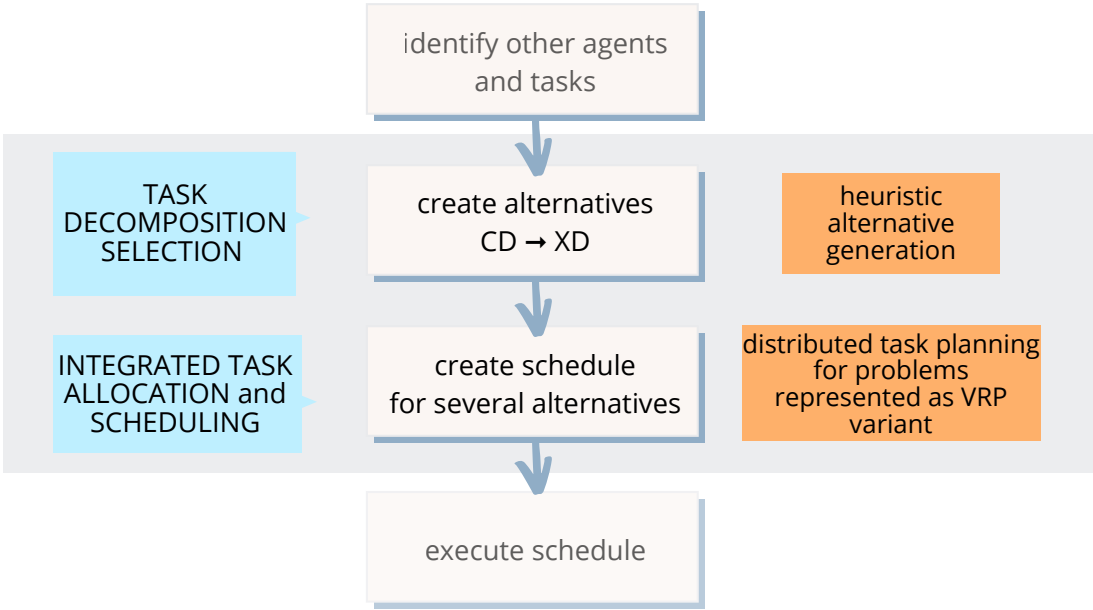 identify other agents
and tasks
TASK
DECOMPOSITION
SELECTION
create alternatives
CD → XD
heuristic
alternative
generation
INTEGRATED TASK
ALLOCATION and
SCHEDULING
create schedule
for several alternatives
distributed task planning
for problems
represented as VRP
variant
execute schedule